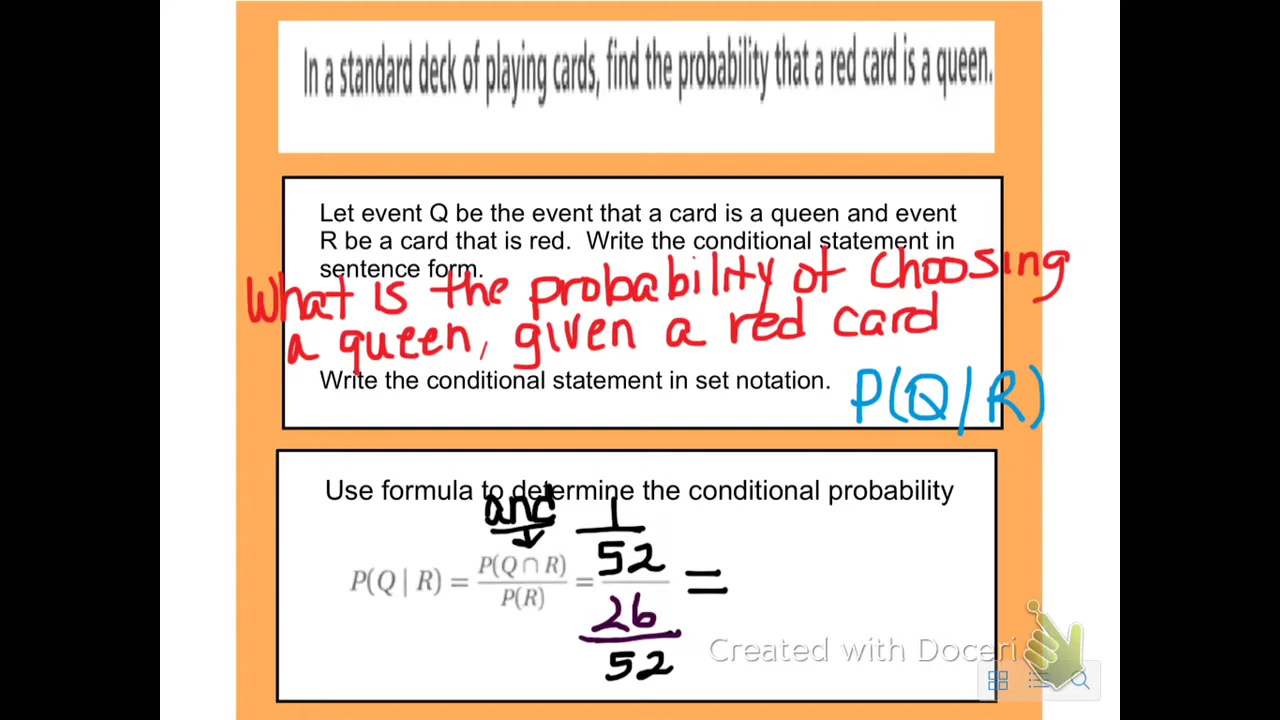 In a standard deck of playing cards, find the probability that a red card is a queen.
Let event Q be the event that a card is a queen and event
R be a card that is red. Write the conditional statement in
sentence form.
What is the probability of choosing
a queen, given a red card
Write the conditional statement in set notation.
P(Q/R)
Use formula to determine the conditional probability
and
P(Q | R) = P(Q ∩ R) / P(R) = 1/52 / 26/52 =
Created with Doceri